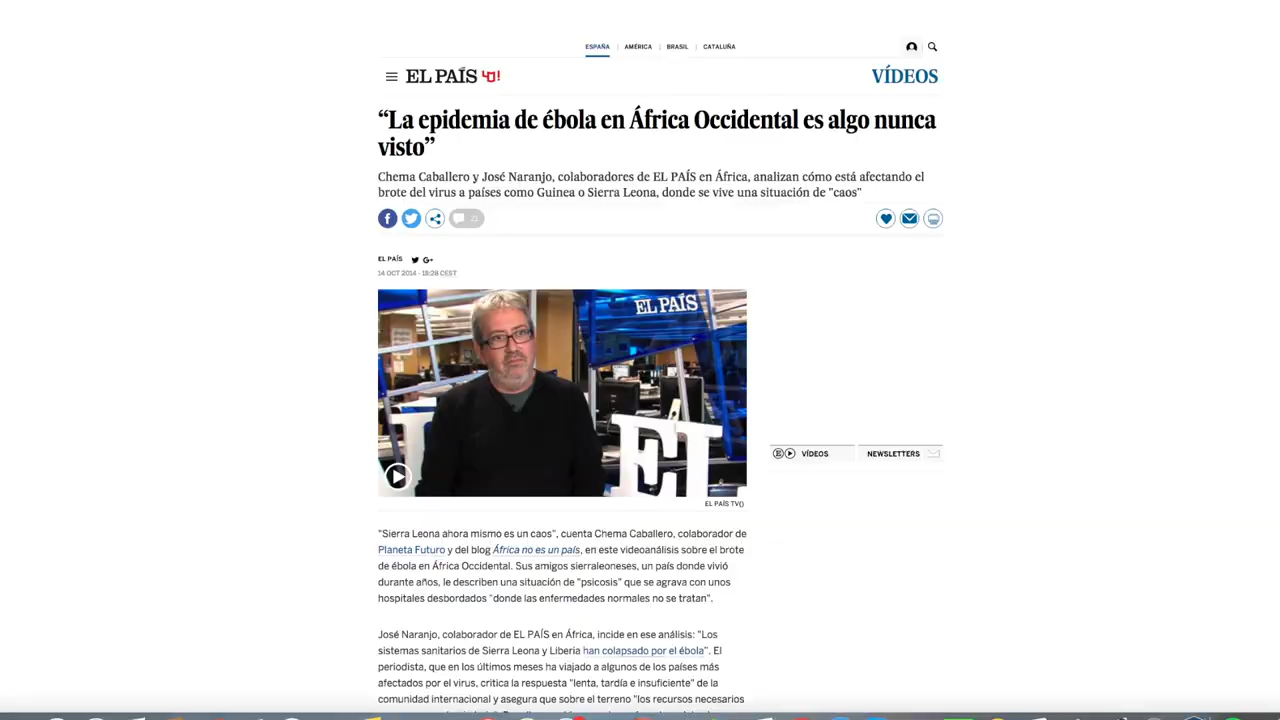 ESPAÑA AMÉRICA BRASIL CATALUÑA
EL PAÍS 40! VÍDEOS
“La epidemia de ébola en África Occidental es algo nunca
visto”
Chema Caballero y José Naranjo, colaboradores de EL PAÍS en África, analizan cómo está afectando el
brote del virus a países como Guinea o Sierra Leona, donde se vive una situación de "caos"
EL PAÍS G+
14 OCT 2014 - 18:28 CEST
EL PAÍS
EL
EL PAÍS TV()
VÍDEOS NEWSLETTERS
"Sierra Leona ahora mismo es un caos", cuenta Chema Caballero, colaborador de
Planeta Futuro y del blog África no es un país, en este videoanálisis sobre el brote
de ébola en África Occidental. Sus amigos sierraleoneses, un país donde vivió
durante años, le describen una situación de "psicosis" que se agrava con unos
hospitales desbordados "donde las enfermedades normales no se tratan".
José Naranjo, colaborador de EL PAÍS en África, incide en ese análisis: "Los
sistemas sanitarios de Sierra Leona y Liberia han colapsado por el ébola". El
periodista, que en los últimos meses ha viajado a algunos de los países más
afectados por el virus, critica la respuesta "lenta, tardía e insuficiente" de la
comunidad internacional y asegura que sobre el terreno "los recursos necesarios